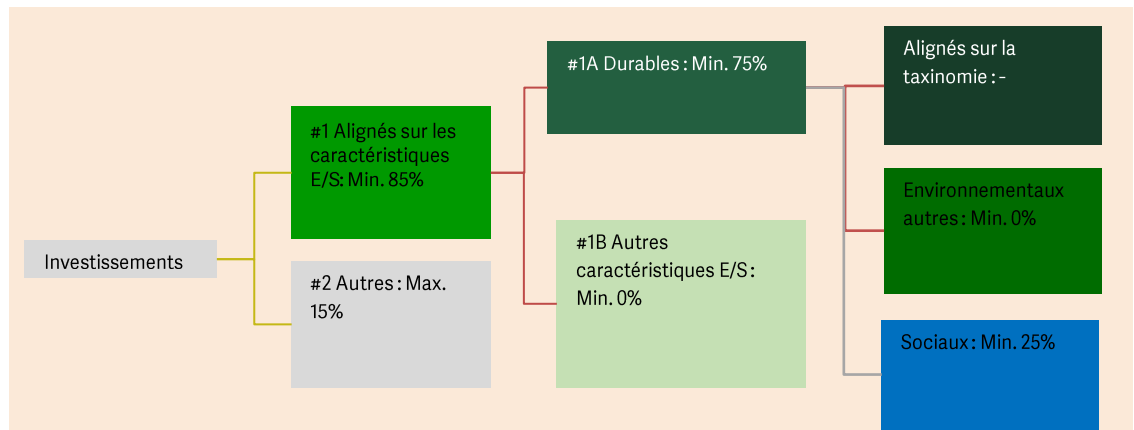 Investissements
#1 Alignés sur les
caractéristiques
E/S: Min. 85%
#2 Autres : Max.
15%
#1A Durables : Min. 75%
#1B Autres
caractéristiques E/S :
Min. 0%
Alignés sur la
taxinomie : -
Environnementaux
autres : Min. 0%
Sociaux : Min. 25%